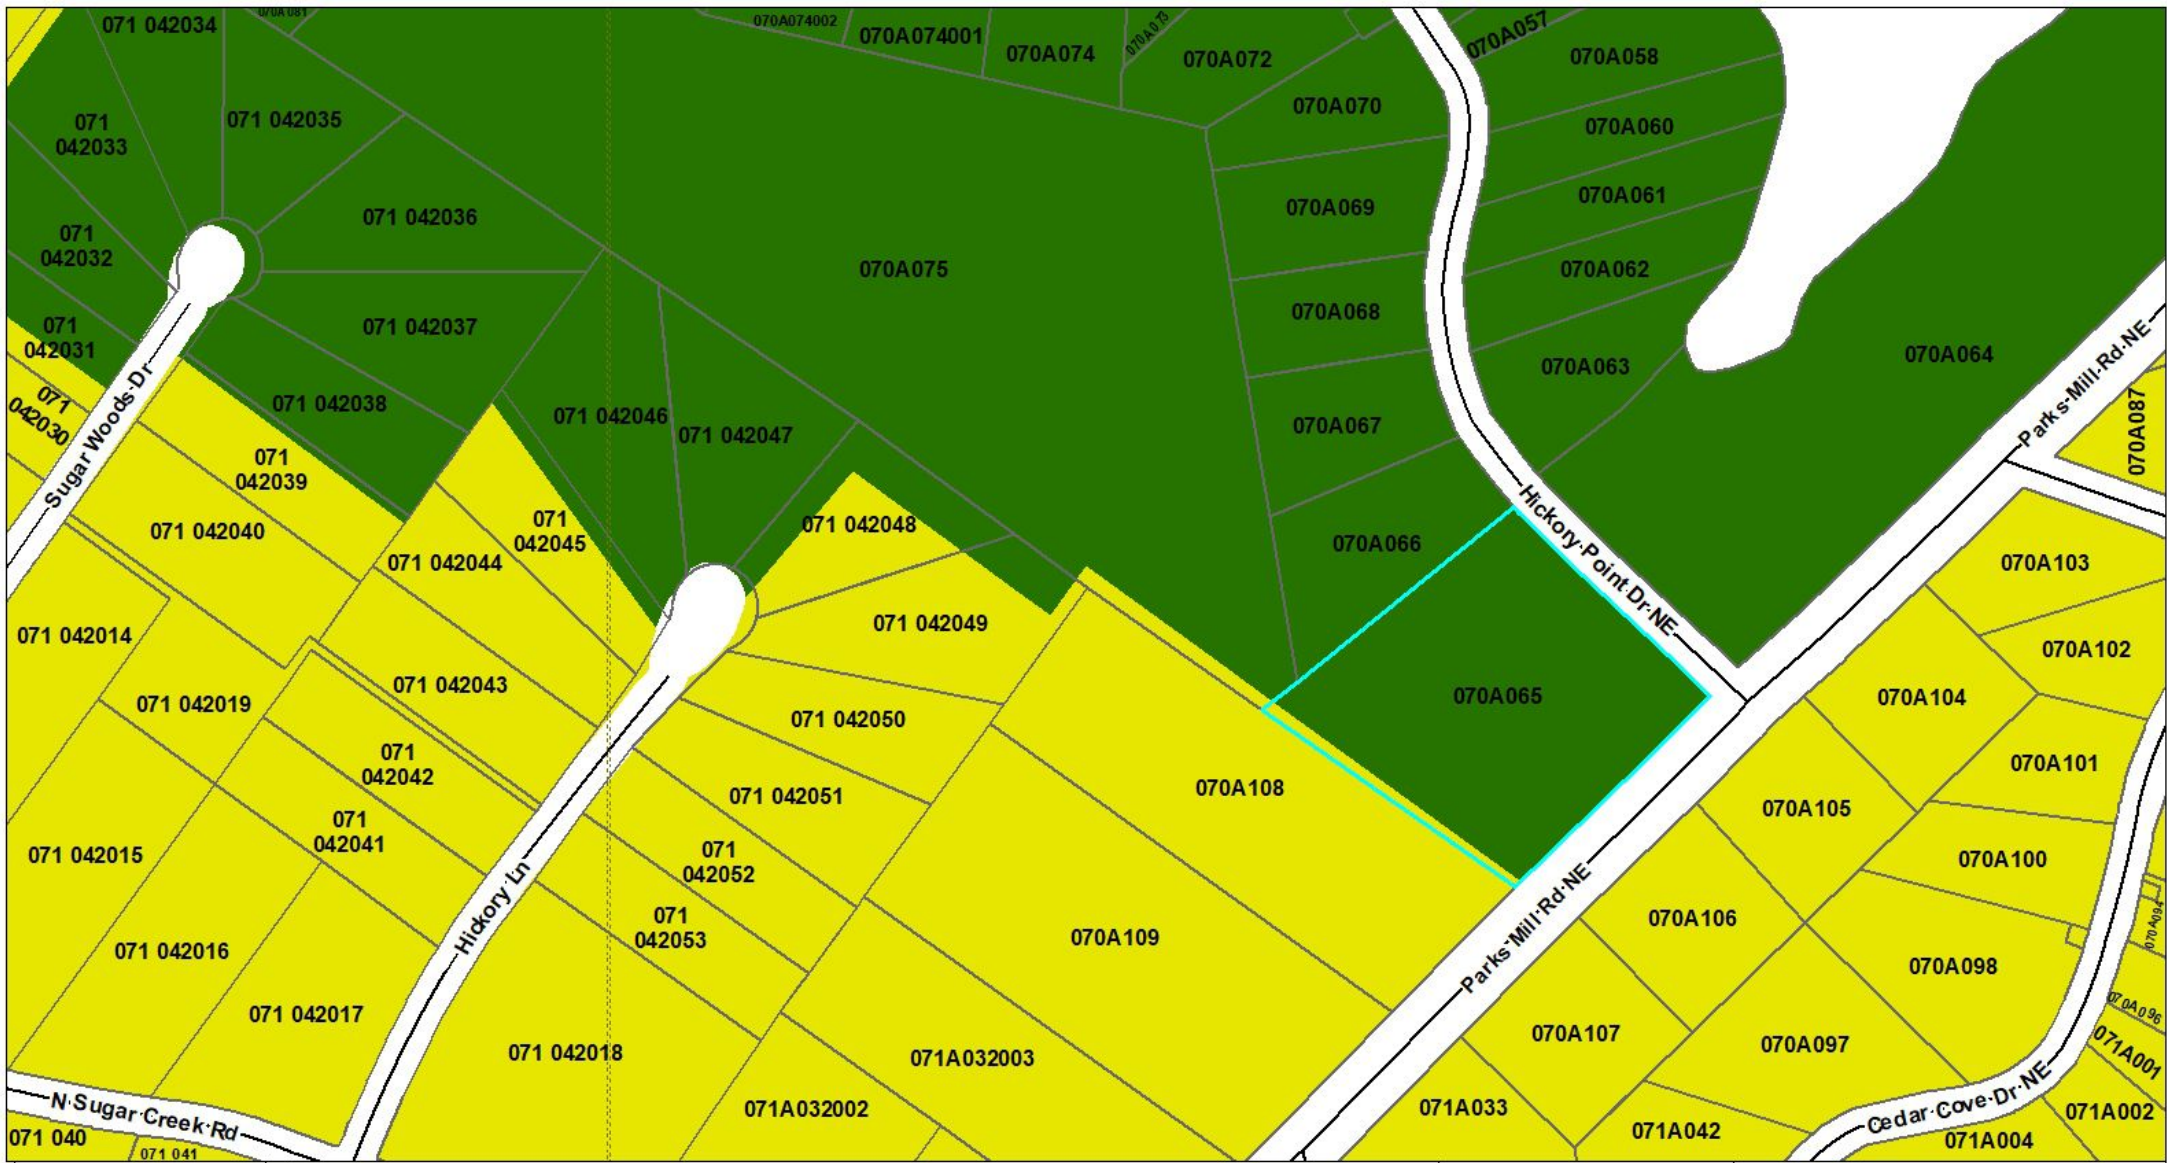 071 042034
070A081
070A074002
070A074001
070A074
070A073
070A072
070A057
070A058
071 042035
071
042033
070A070
070A060
071 042036
070A069
070A061
071
042032
070A075
070A062
071 042037
070A068
071
042031
070A063
070A064
Parks Mill Rd NE
070A087
071 042038
071
042030
Sugar Woods Dr
071 042046
071 042047
070A067
071
042039
071 042040
071
042045
071 042048
071 042044
070A066
Hickory Point Dr NE
070A103
071 042014
071 042049
070A102
071 042019
071 042043
071 042050
070A065
070A104
071
042042
071 042051
070A108
070A105
070A101
071
042041
071 042015
071
042052
070A100
Hickory Ln
071
042053
070A109
Parks Mill Rd NE
070A106
070A094
071 042016
070A098
071 042017
070A096
071 042018
071A032003
070A107
070A097
071A001
N Sugar Creek Rd
071A032002
071A033
071A042
Cedar Cove Dr NE
071A002
071 040
071 041
071A004